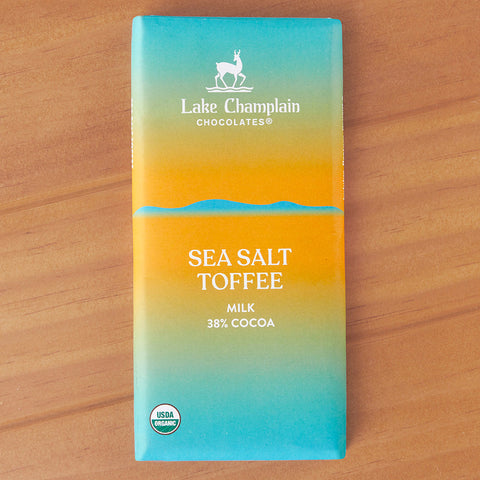 Lake Champlain
CHOCOLATES®
SEA SALT
TOFFEE
MILK
38% COCOA
USDA
ORGANIC